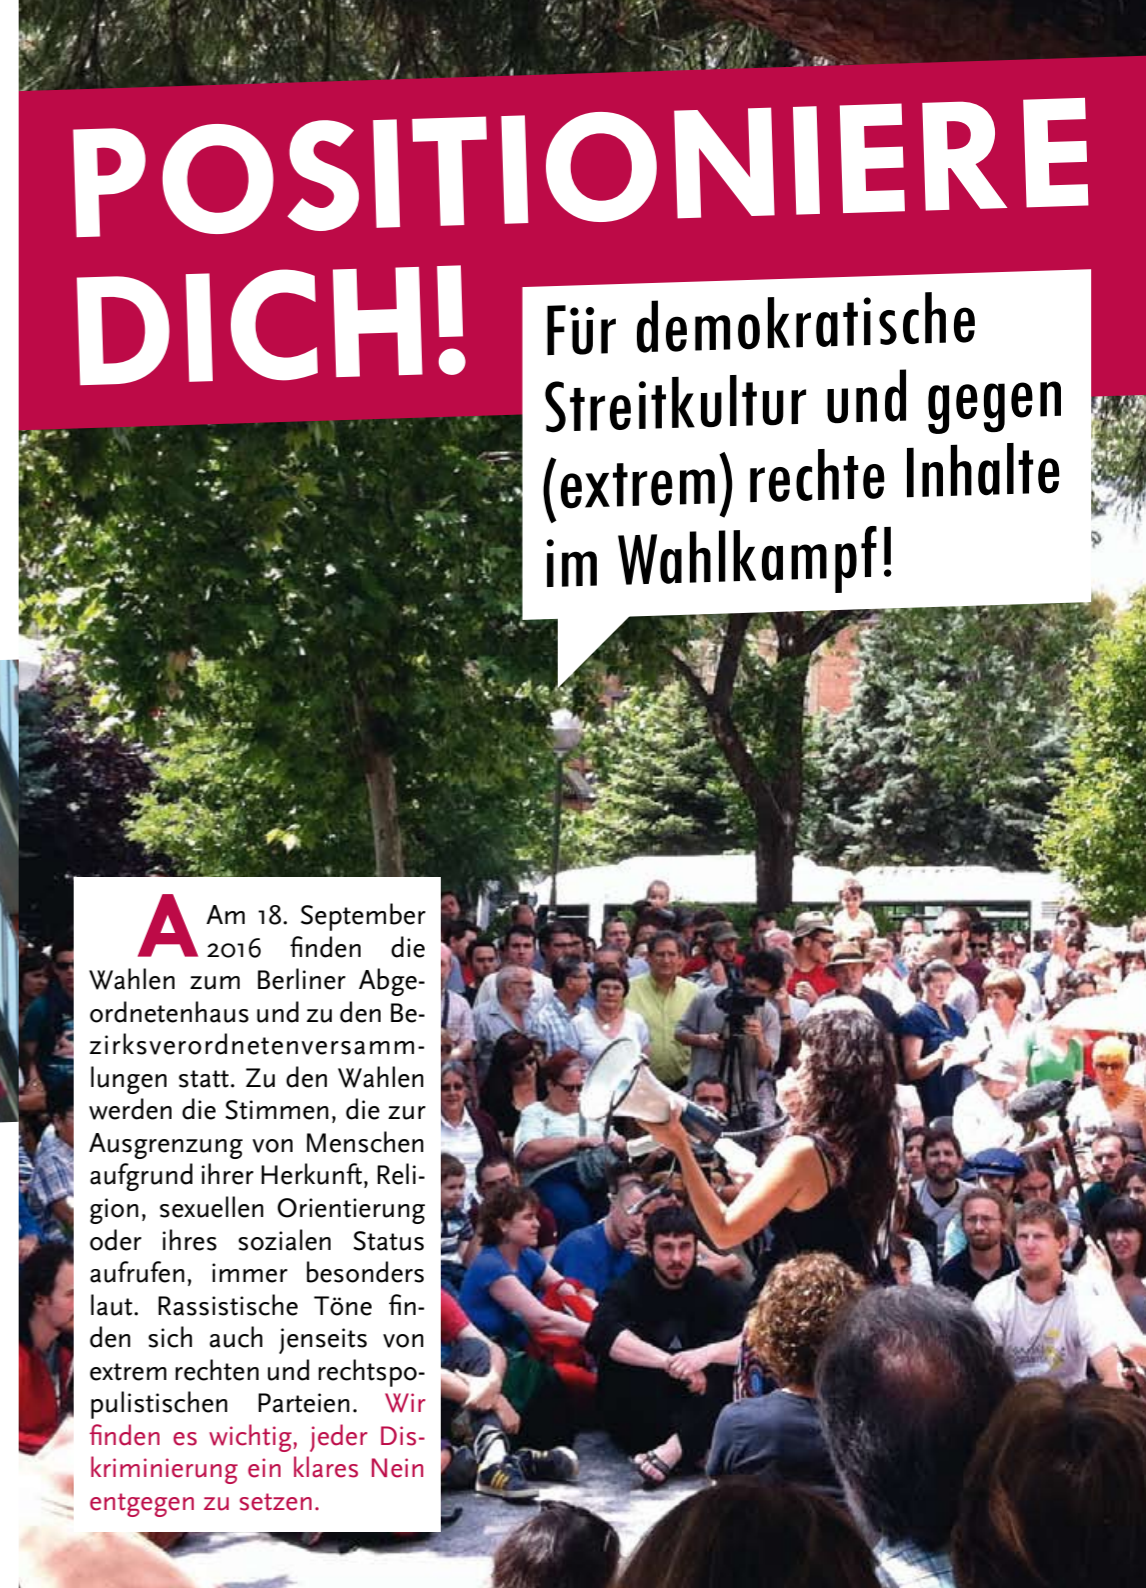 POSITIONIERE
DICH!
Für demokratische
Streitkultur und gegen
(extrem) rechte Inhalte
im Wahlkampf!
A Am 18. September
2016 finden die
Wahlen zum Berliner Abge-
ordnetenhaus und zu den Be-
zirksverordnetenversamm-
lungen statt. Zu den Wahlen
werden die Stimmen, die zur
Ausgrenzung von Menschen
aufgrund ihrer Herkunft, Reli-
gion, sexuellen Orientierung
oder ihres sozialen Status
aufrufen, immer besonders
laut. Rassistische Töne fin-
den sich auch jenseits von
extrem rechten und rechtspo-
pulistischen Parteien. Wir
finden es wichtig, jeder Dis-
kriminierung ein klares Nein
entgegen zu setzen.